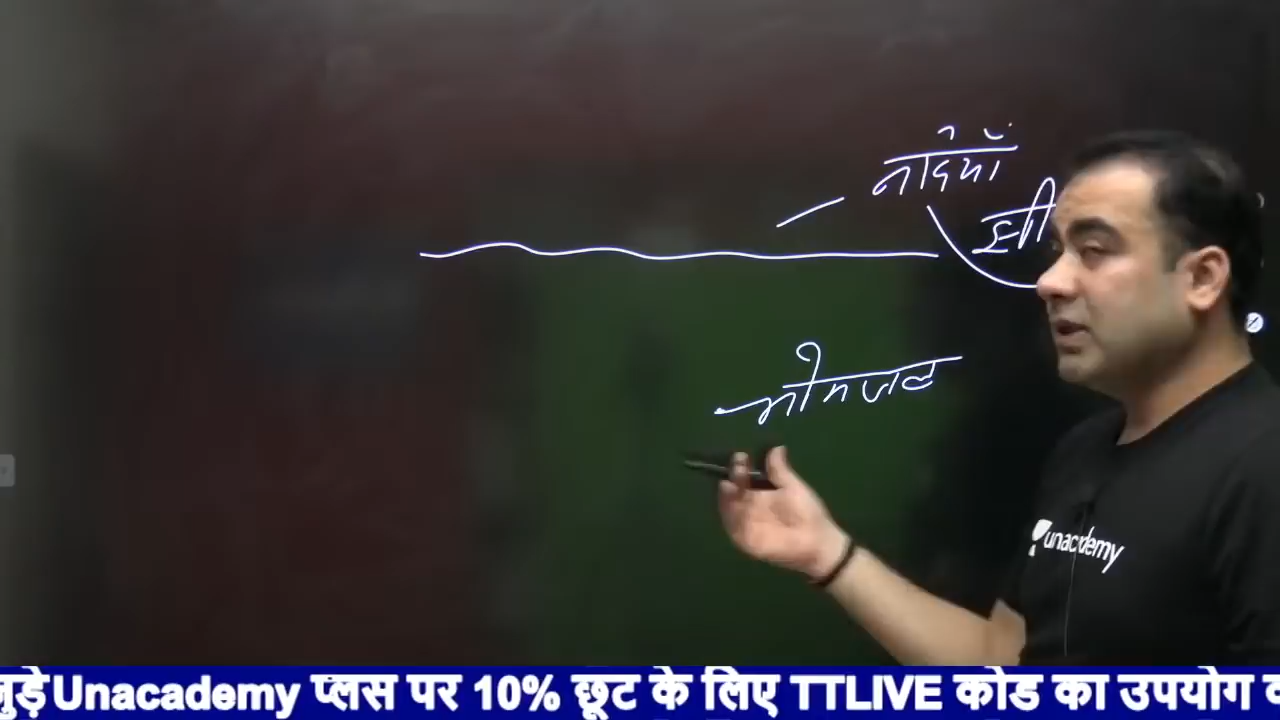 नदियाँ
भौमजल
unacademy
जुड़े Unacademy प्लस पर 10% छूट के लिए TTLIVE कोड का उपयोग